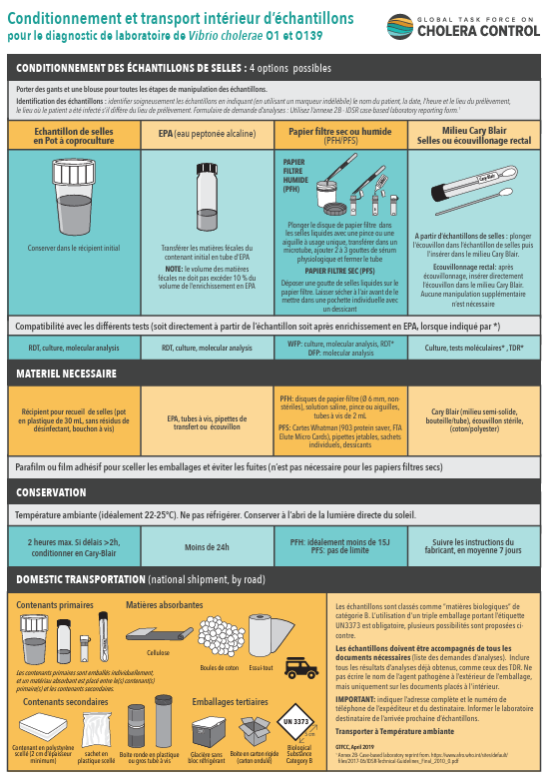 Conditionnement et transport intérieur d'échantillons
pour le diagnostic de laboratoire de Vibrio cholerae O1 et O139
GLOBAL TASK FORCE ON
CHOLERA CONTROL
CONDITIONNEMENT DES ÉCHANTILLONS DE SELLES : 4 options possibles
Porter des gants et une blouse pour toutes les étapes de manipulation des échantillons.
Identification des échantillons : identifier soigneusement les échantillons en indiquant (en utilisant un marqueur indélébile) le nom du patient, la date, l'heure et le lieu du prélèvement,
le lieu où le patient a été infecté s'il diffère du lieu de prélèvement. Formulaire de demande d'analyses : Utilisez l'annexe 2B - IDSR case based laboratory reporting form.¹
Echantillon de selles
en Pot à coproculture
Conserver dans le récipient initial
EPA (eau peptonée alcaline)
Transférer les matières fécales du
contenant initial en tube d'EPA
NOTE: le volume des matières
fécales ne doit pas excéder 10 % du
volume de l'enrichissement en EPA
Papier filtre sec ou humide
(PFH/PFS)
PAPIER
FILTRE
HUMIDE
(PFH)
Plonger le disque de papier filtre dans
les selles liquides avec une pince ou une
aiguille à usage unique, transférer dans un
microtube, ajouter 2 à 3 gouttes de sérum
physiologique et fermer le tube
PAPIER FILTRE SEC (PFS)
Déposer une goutte de selles liquides sur le
papier filtre. Laisser sécher à l'air avant de le
mettre dans une pochette individuelle avec
un dessicant
Milieu Cary Blair
Selles ou écouvillonage rectal
Cary Blair
A partir d'échantillons de selles : plonger
l'écouvillon dans l'échantillon de selles puis
l'insérer dans le milieu Cary Blair.
Ecouvillonnage rectal: après
écouvillonnage, insérer directement
l'écouvillon dans le milieu Cary Blair.
Aucune manipulation supplémentaire
n'est nécessaire
Compatibilité avec les différents tests (soit directement à partir de l'échantillon soit après enrichissement en EPA, lorsque indiqué par *)
RDT, culture, molecular analysis
RDT, culture, molecular analysis
WFP: culture, molecular analysis, RDT*
DFP: molecular analysis
Culture, tests moléculaires* , TDR*
MATERIEL NECESSAIRE
Récipient pour recueil de selles (pot
en plastique de 30 mL, sans résidus de
désinfectant, bouchon à vis)
EPA, tubes à vis, pipettes de
transfert ou écouvillon
PFH: disques de papier-filtre (Ø 6 mm, non-
stériles), solution saline, pince ou aiguilles,
tubes à vis de 2 mL
PFS: Cartes Whatman (903 protein saver, FTA
Elute Micro Cards), pipettes jetables, sachets
individuels, dessicants
Cary Blair (milieu semi-solide,
bouteille/tube), écouvillon stérile,
(coton/polyester)
Parafilm ou film adhésif pour sceller les emballages et éviter les fuites (n'est pas nécessaire pour les papiers filtres secs)
CONSERVATION
Température ambiante (idéalement 22-25°C). Ne pas réfrigérer. Conserver à l'abri de la lumière directe du soleil.
2 heures max. Si délais >2h,
conditionner en Cary-Blair
Moins de 24h
PFH: idéalement moins de 15J
PFS: pas de limite
Suivre les instructions du
fabricant, en moyenne 7 jours
DOMESTIC TRANSPORTATION (national shipment, by road)
Contenants primaires
Les contenants primaires sont emballés individuellement,
et un matériau absorbant est placé entre le(s) contenant(s)
primaire(s) et les contenants secondaires.
Matières absorbantes
Cellulose
Boules de coton
Essui-tout
Contenants secondaires
Contenant en polystyrène
scellé (2 cm d'épaisseur
minimum)
sachet en
plastique scellé
Boite ronde en plastique
ou gros tube à vis
Emballages tertiaires
Glacière sans
bloc réfrigérant
Boite en carton rigide
(carton ondulé)
UN 3373
Biological
Substance
Category B
Les échantillons sont classés comme "matières biologiques" de
catégorie B. L'utilisation d'un triple emballage portant l'étiquette
UN3373 est obligatoire, plusieurs possibilités sont proposées ci-
contre.
Les échantillons doivent être accompagnés de tous les
documents nécessaires (liste des demandes d'analyses). Inclure
tous les résultats d'analyses déjà obtenus, comme ceux des TDR. Ne
pas écrire le nom de l'agent pathogène à l'extérieur de l'emballage,
mais uniquement sur les documents placés à l'intérieur.
IMPORTANT: indiquer l'adresse complète et le numéro de
téléphone de l'expéditeur et du destinataire. Informer le laboratoire
destinataire de l'arrivée prochaine d'échantillons.
Transporter à Température ambiante
GTFCC, April 2019